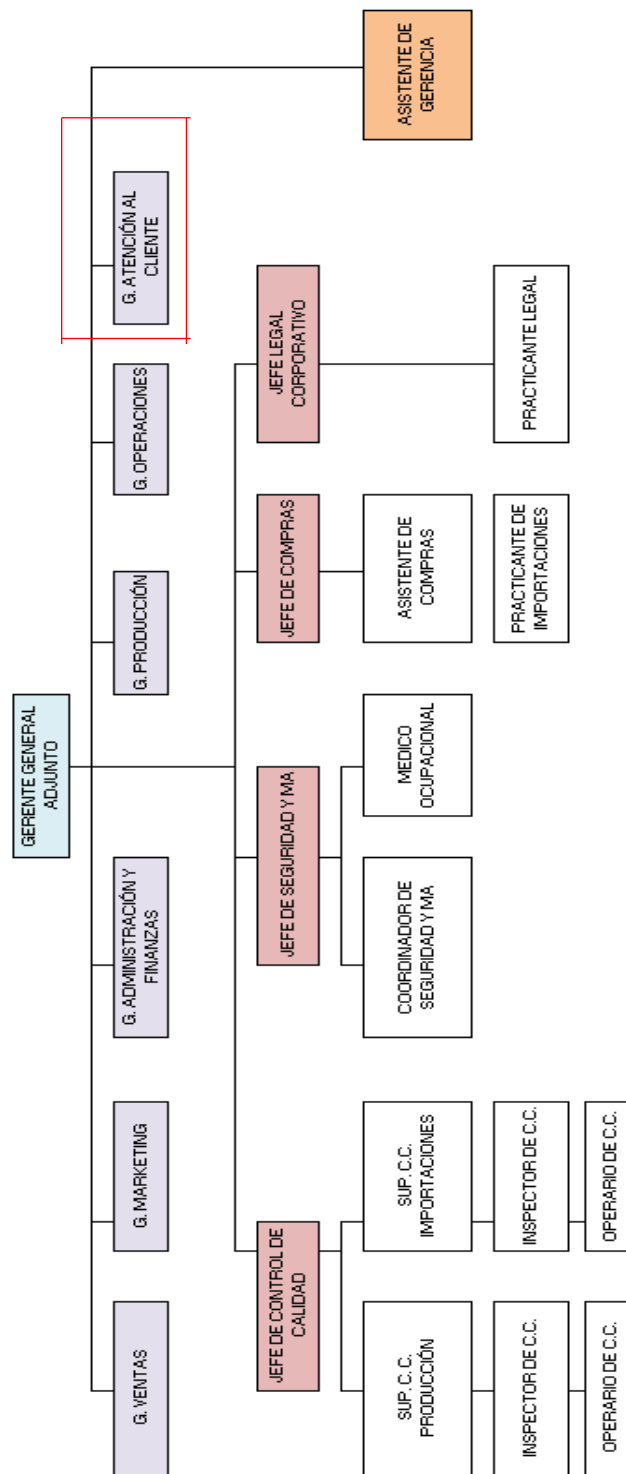 GERENTE GENERAL
ADJUNTO
G. VENTAS
G. MARKETING
G. ADMINISTRACIÓN Y
FINANZAS
G. PRODUCCIÓN
G. OPERACIONES
G. ATENCIÓN AL
CLIENTE
JEFE DE CONTROL DE
CALIDAD
JEFE DE SEGURIDAD Y MA
JEFE DE COMPRAS
JEFE LEGAL
CORPORATIVO
SUP. C.C.
PRODUCCIÓN
SUP. C.C.
IMPORTACIONES
COORDINADOR DE
SEGURIDAD Y MA
MEDICO
OCUPACIONAL
ASISTENTE DE
COMPRAS
ASISTENTE DE
GERENCIA
INSPECTOR DE C.C.
INSPECTOR DE C.C.
PRACTICANTE DE
IMPORTACIONES
PRACTICANTE LEGAL
OPERARIO DE C.C.
OPERARIO DE C.C.